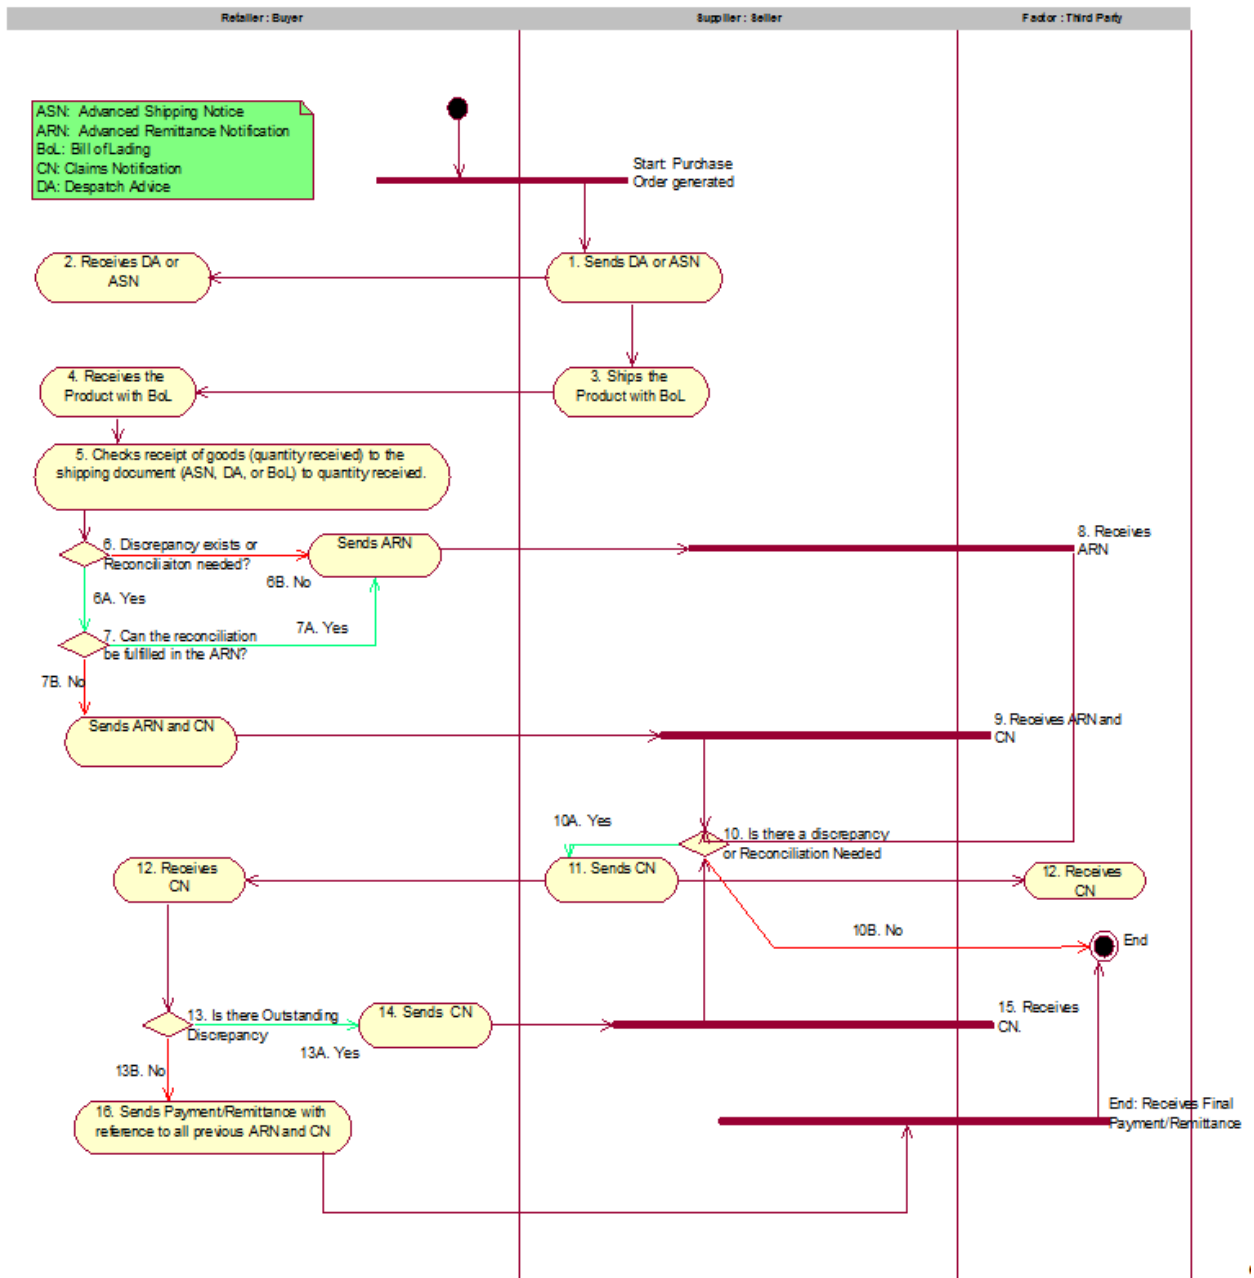 Retailer : Buyer
Supplier : Seller
Factor : Third Party
ASN:  Advanced Shipping Notice
ARN:  Advanced Remittance Notification
BoL: Bill of Lading
CN: Claims Notification
DA: Despatch Advice
Start: Purchase
Order generated
2. Receives DA or
ASN
1. Sends DA or ASN
4. Receives the
Product with BoL
3. Ships the
Product with BoL
5. Checks receipt of goods (quantity received) to the
shipping document (ASN, DA, or BoL) to quantity received.
6. Discrepancy exists or
Reconciliaiton needed?
Sends ARN
8. Receives
ARN
6B. No
6A. Yes
7A. Yes
7. Can the reconciliation
be fulfilled in the ARN?
7B. No
Sends ARN and CN
9. Receives ARN and
CN
10A. Yes
10. Is there a discrepancy
or Reconciliation Needed
12. Receives
CN
11. Sends CN
12. Receives
CN
10B. No
End
13. Is there Outstanding
Discrepancy
14. Sends  CN
15. Receives
CN.
13A. Yes
13B. No
16. Sends Payment/Remittance with
reference to all previous ARN and CN
End: Receives Final
Payment/Remittance